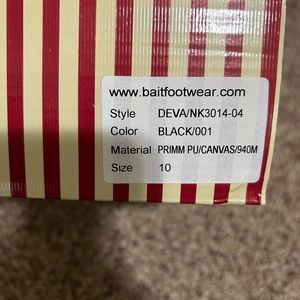 www.baitfootwear.com
Style DEVA/NK3014-04
Color BLACK/001
Material PRIMM PU/CANVAS/940M
Size 10